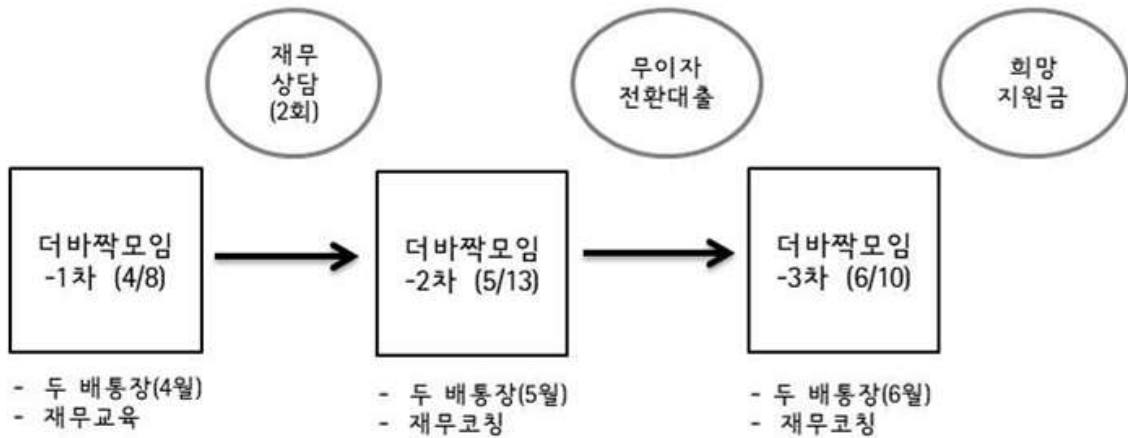 재무
상담
(2회)
무이자
전환대출
희망
지원금
더바짝모임
-1차 (4/8)
더바짝모임
-2차 (5/13)
더바짝모임
-3차 (6/10)
- 두 배통장(4월)
- 재무교육
- 두 배통장(5월)
- 재무코칭
- 두 배통장(6월)
- 재무코칭